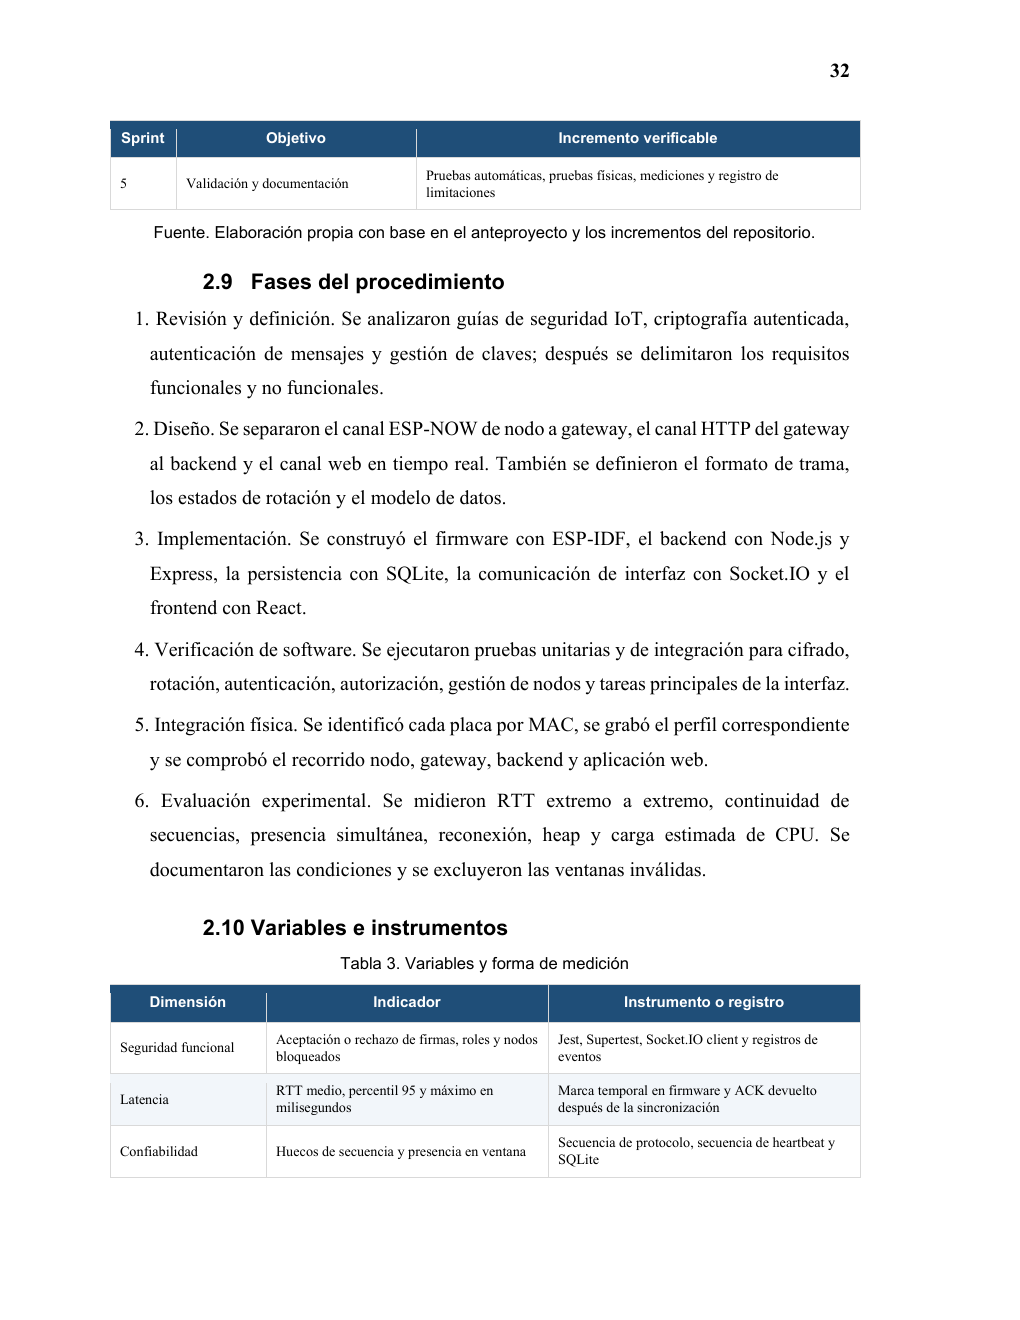 32
Sprint Objetivo Incremento verificable
5 Validación y documentación Pruebas automáticas, pruebas físicas, mediciones y registro de
limitaciones
Fuente. Elaboración propia con base en el anteproyecto y los incrementos del repositorio.
2.9 Fases del procedimiento
1. Revisión y definición. Se analizaron guías de seguridad IoT, criptografía autenticada,
autenticación de mensajes y gestión de claves; después se delimitaron los requisitos
funcionales y no funcionales.
2. Diseño. Se separaron el canal ESP-NOW de nodo a gateway, el canal HTTP del gateway
al backend y el canal web en tiempo real. También se definieron el formato de trama,
los estados de rotación y el modelo de datos.
3. Implementación. Se construyó el firmware con ESP-IDF, el backend con Node.js y
Express, la persistencia con SQLite, la comunicación de interfaz con Socket.IO y el
frontend con React.
4. Verificación de software. Se ejecutaron pruebas unitarias y de integración para cifrado,
rotación, autenticación, autorización, gestión de nodos y tareas principales de la interfaz.
5. Integración física. Se identificó cada placa por MAC, se grabó el perfil correspondiente
y se comprobó el recorrido nodo, gateway, backend y aplicación web.
6. Evaluación experimental. Se midieron RTT extremo a extremo, continuidad de
secuencias, presencia simultánea, reconexión, heap y carga estimada de CPU. Se
documentaron las condiciones y se excluyeron las ventanas inválidas.
2.10 Variables e instrumentos
Tabla 3. Variables y forma de medición
Dimensión Indicador Instrumento o registro
Seguridad funcional Aceptación o rechazo de firmas, roles y nodos
bloqueados Jest, Supertest, Socket.IO client y registros de
eventos
Latencia RTT medio, percentil 95 y máximo en
milisegundos Marca temporal en firmware y ACK devuelto
después de la sincronización
Confiabilidad Huecos de secuencia y presencia en ventana Secuencia de protocolo, secuencia de heartbeat y
SQLite